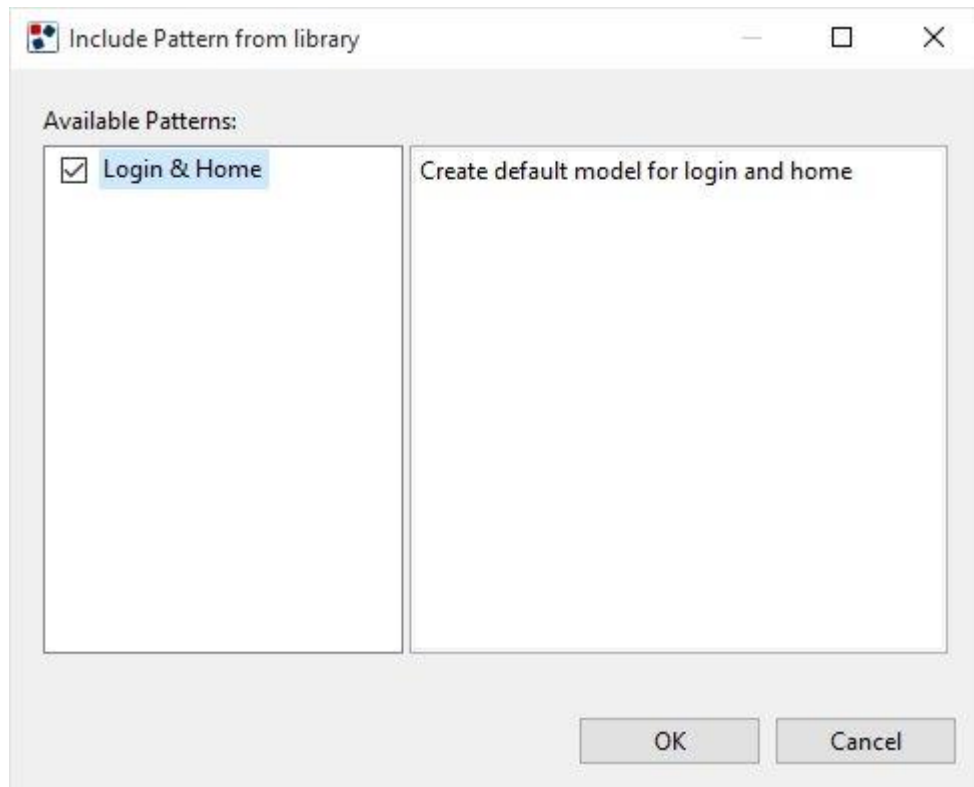 Include Pattern from library
Available Patterns:
Login & Home
Create default model for login and home
OK
Cancel